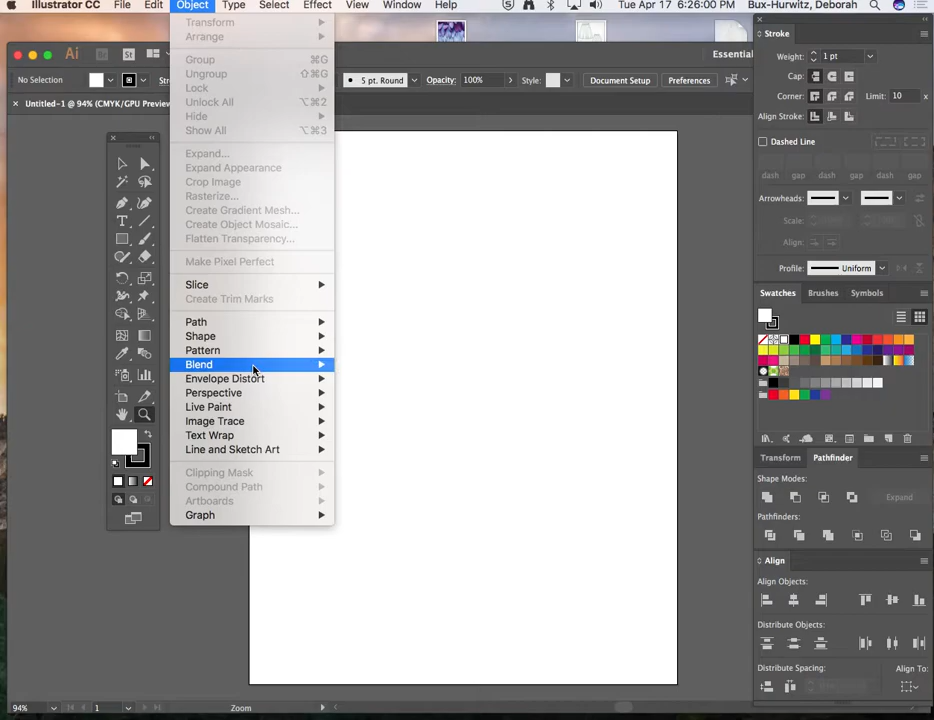 Illustrator CC File Edit Object Type Select Effect View Window Help Tue Apr 17 6:26:00 PM Bux-Hurwitz, Deborah
Ai Br St Essential
No Selection 5 pt. Round Opacity: 100% Style: Document Setup Preferences
Untitled-1 @ 94% (CMYK/GPU Preview
Transform
Arrange
Group ⌘G
Ungroup ⇧⌘G
Lock
Unlock All ⌥⌘2
Hide
Show All ⌥⌘3
Expand...
Expand Appearance
Crop Image
Rasterize...
Create Gradient Mesh...
Create Object Mosaic...
Flatten Transparency...
Make Pixel Perfect
Slice
Create Trim Marks
Path
Shape
Pattern
Blend
Envelope Distort
Perspective
Live Paint
Image Trace
Text Wrap
Line and Sketch Art
Clipping Mask
Compound Path
Artboards
Graph
Stroke
Weight: 1 pt
Cap:
Corner: Limit: 10 x
Align Stroke:
Dashed Line
dash gap dash gap dash gap
Arrowheads:
Scale:
Align:
Profile: Uniform
Swatches Brushes Symbols
Transform Pathfinder
Shape Modes:
Expand
Pathfinders:
Align
Align Objects:
Distribute Objects:
Distribute Spacing: Align To:
94% 1 Zoom